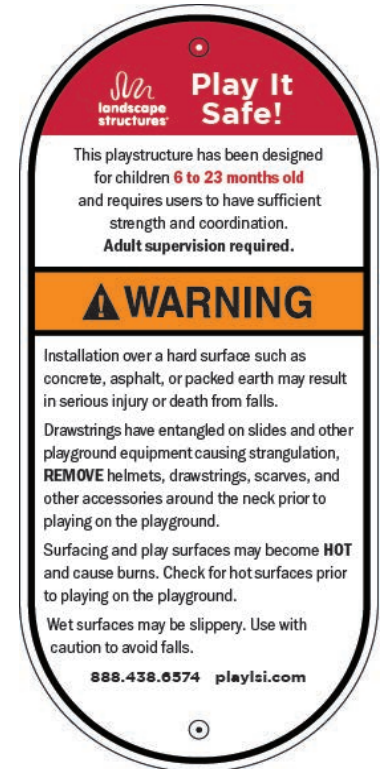 landscape
structures®
Play It
Safe!
This playstructure has been designed
for children 6 to 23 months old
and requires users to have sufficient
strength and coordination.
Adult supervision required.
WARNING
Installation over a hard surface such as
concrete, asphalt, or packed earth may result
in serious injury or death from falls.
Drawstrings have entangled on slides and other
playground equipment causing strangulation,
REMOVE helmets, drawstrings, scarves, and
other accessories around the neck prior to
playing on the playground.
Surfacing and play surfaces may become HOT
and cause burns. Check for hot surfaces prior
to playing on the playground.
Wet surfaces may be slippery. Use with
caution to avoid falls.
888.438.6574 playlsi.com